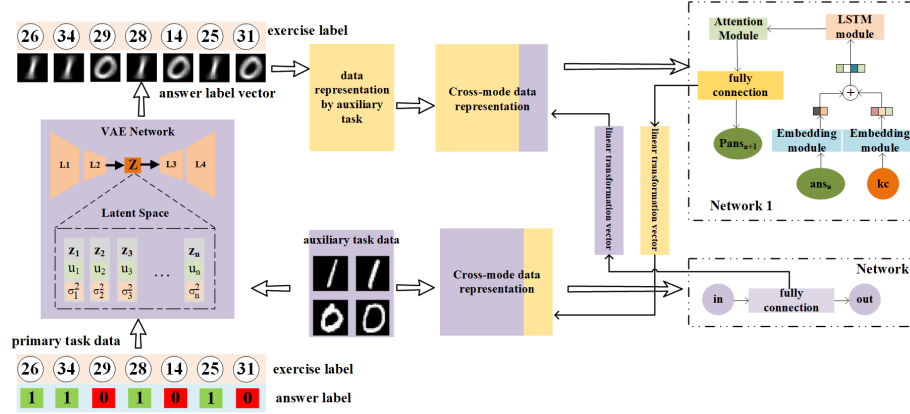 26 34 29 28 14 25 31
exercise label
answer label vector
VAE Network
L1 L2 Z L3 L4
Latent Space
z1 z2 z3 ... zn
u1 u2 u3 un
σ1² σ2² σ3² σn²
primary task data
26 34 29 28 14 25 31
exercise label
1 1 0 1 0 1 0
answer label
data
representation
by auxiliary
task
Cross-mode data
representation
auxiliary task data
Cross-mode data
representation
linear transformation vector
linear transformation vector
Attention
Module
LSTM
module
fully
connection
+
Pansn+1
Embedding
module
Embedding
module
ansn
kc
Network 1
Network
in
fully
connection
out